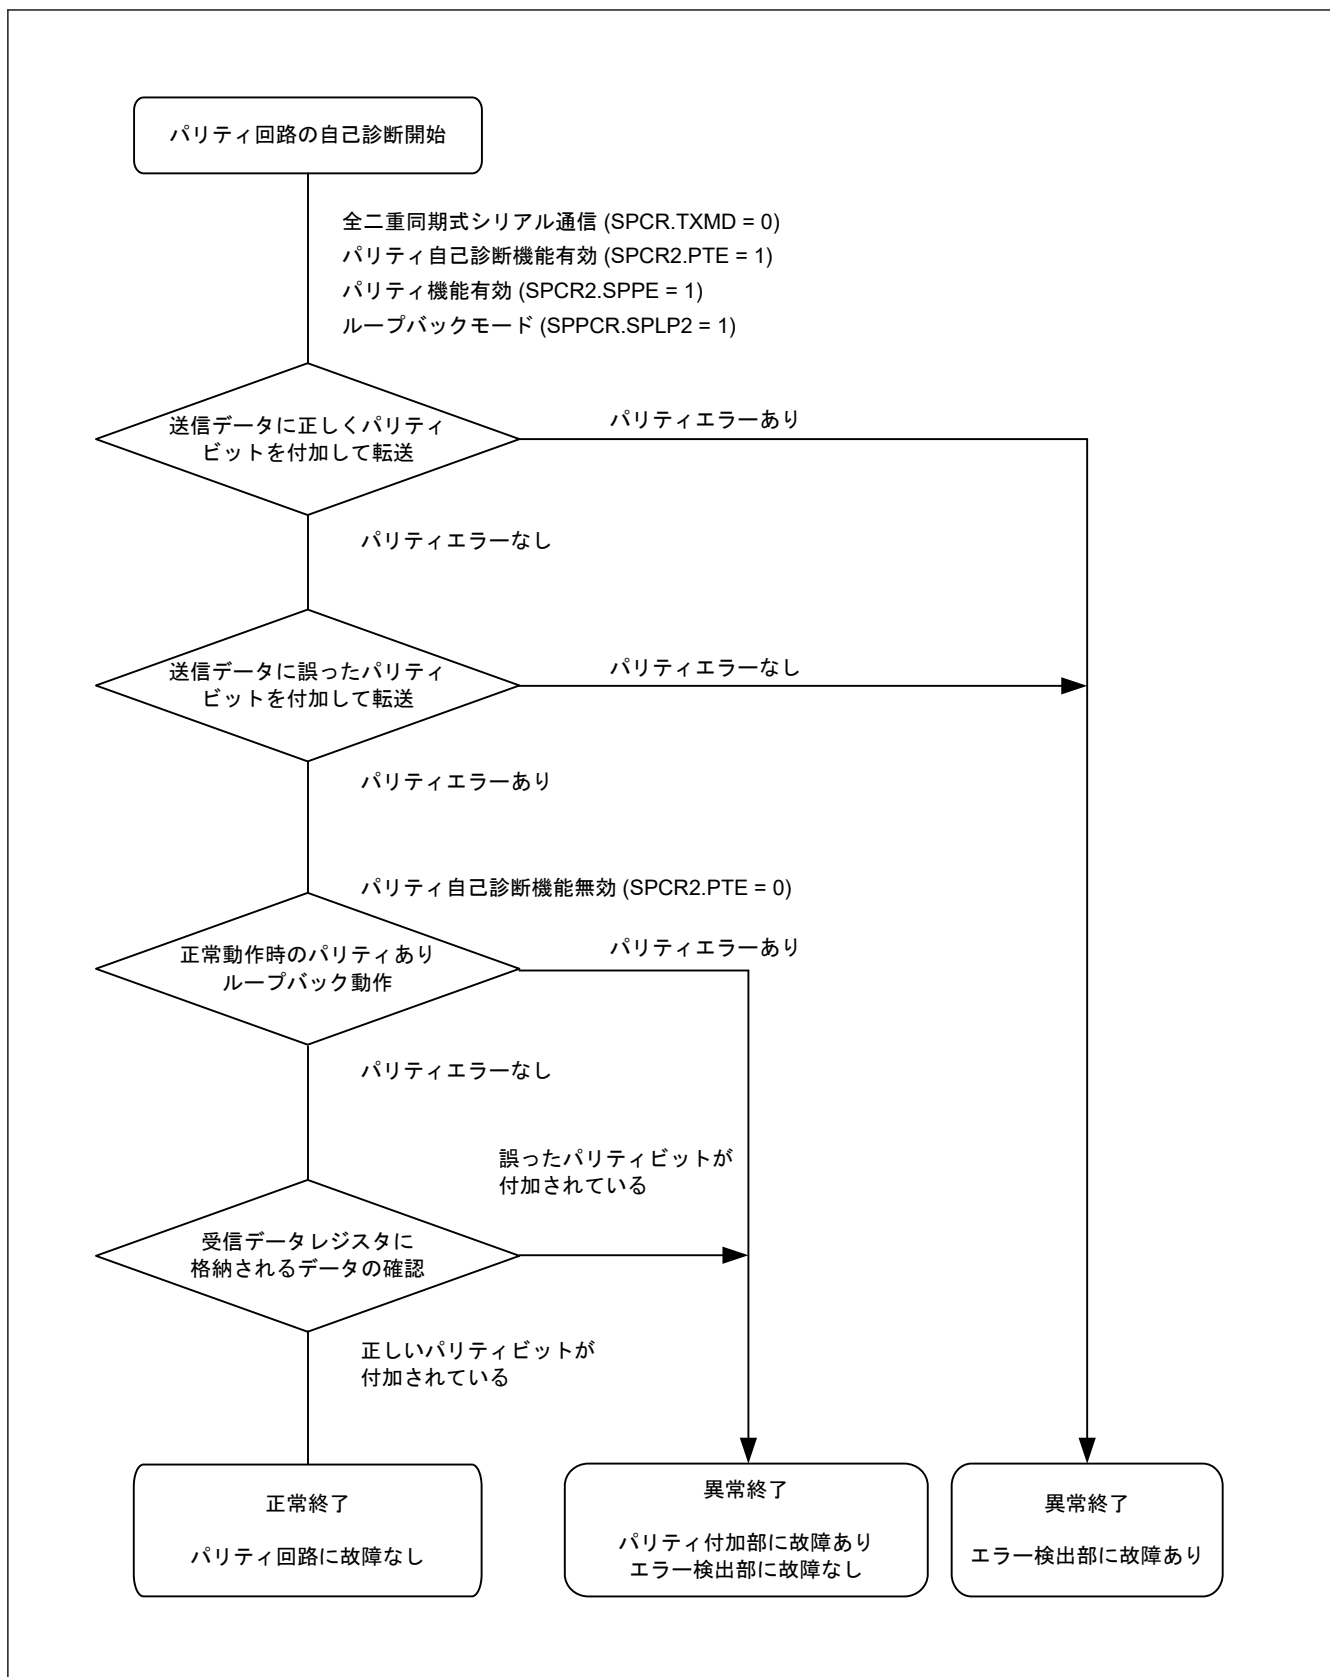 パリティ回路の自己診断開始
全二重同期式シリアル通信 (SPCR.TXMD = 0)
パリティ自己診断機能有効 (SPCR2.PTE = 1)
パリティ機能有効 (SPCR2.SPPE = 1)
ループバックモード (SPPCR.SPLP2 = 1)
送信データに正しくパリティ
ビットを付加して転送
パリティエラーあり
パリティエラーなし
送信データに誤ったパリティ
ビットを付加して転送
パリティエラーなし
パリティエラーあり
パリティ自己診断機能無効 (SPCR2.PTE = 0)
正常動作時のパリティあり
ループバック動作
パリティエラーあり
パリティエラーなし
誤ったパリティビットが
付加されている
受信データレジスタに
格納されるデータの確認
正しいパリティビットが
付加されている
正常終了
パリティ回路に故障なし
異常終了
パリティ付加部に故障あり
エラー検出部に故障なし
異常終了
エラー検出部に故障あり